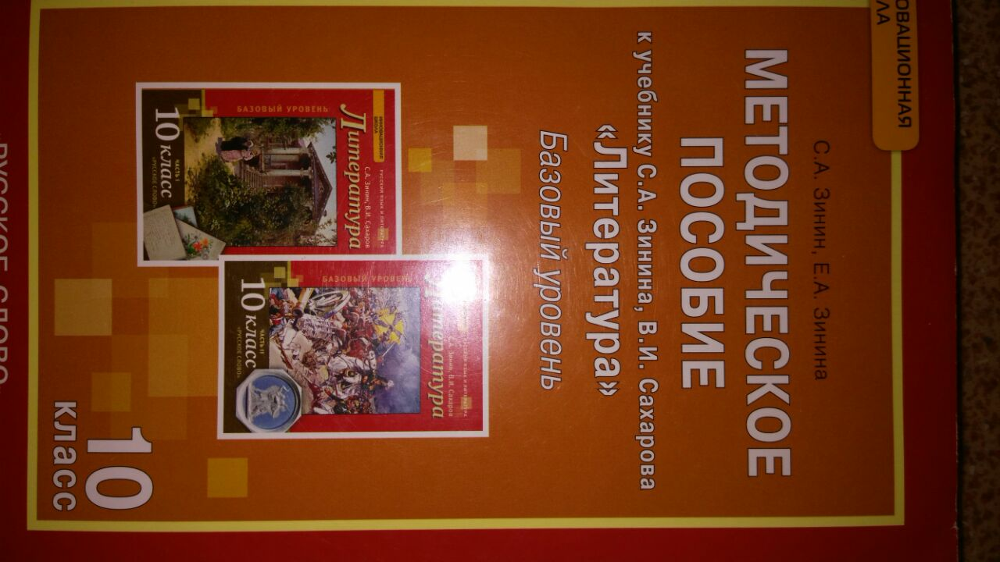 ОВАЦИОННАЯ
ЛА
С.А. Зинин, Е.А. Зинина
МЕТОДИЧЕСКОЕ
ПОСОБИЕ
к учебнику С.А. Зинина, В.И. Сахарова
«Литература»
Базовый уровень
ИННОВАЦИОННАЯ
ШКОЛА
РУССКИЙ ЯЗЫК И ЛИТЕРАТУРА
С.А. Зинин, В.И. Сахаров
Литература
БАЗОВЫЙ УРОВЕНЬ
ЧАСТЬ I
10 класс
«РУССКОЕ СЛОВО»
РУССКИЙ ЯЗЫК И ЛИТЕРАТУРА
С.А. Зинин, В.И. Сахаров
Литература
БАЗОВЫЙ УРОВЕНЬ
ЧАСТЬ II
10 класс
«РУССКОЕ СЛОВО»
10
класс
«РУССКОЕ СЛОВО»